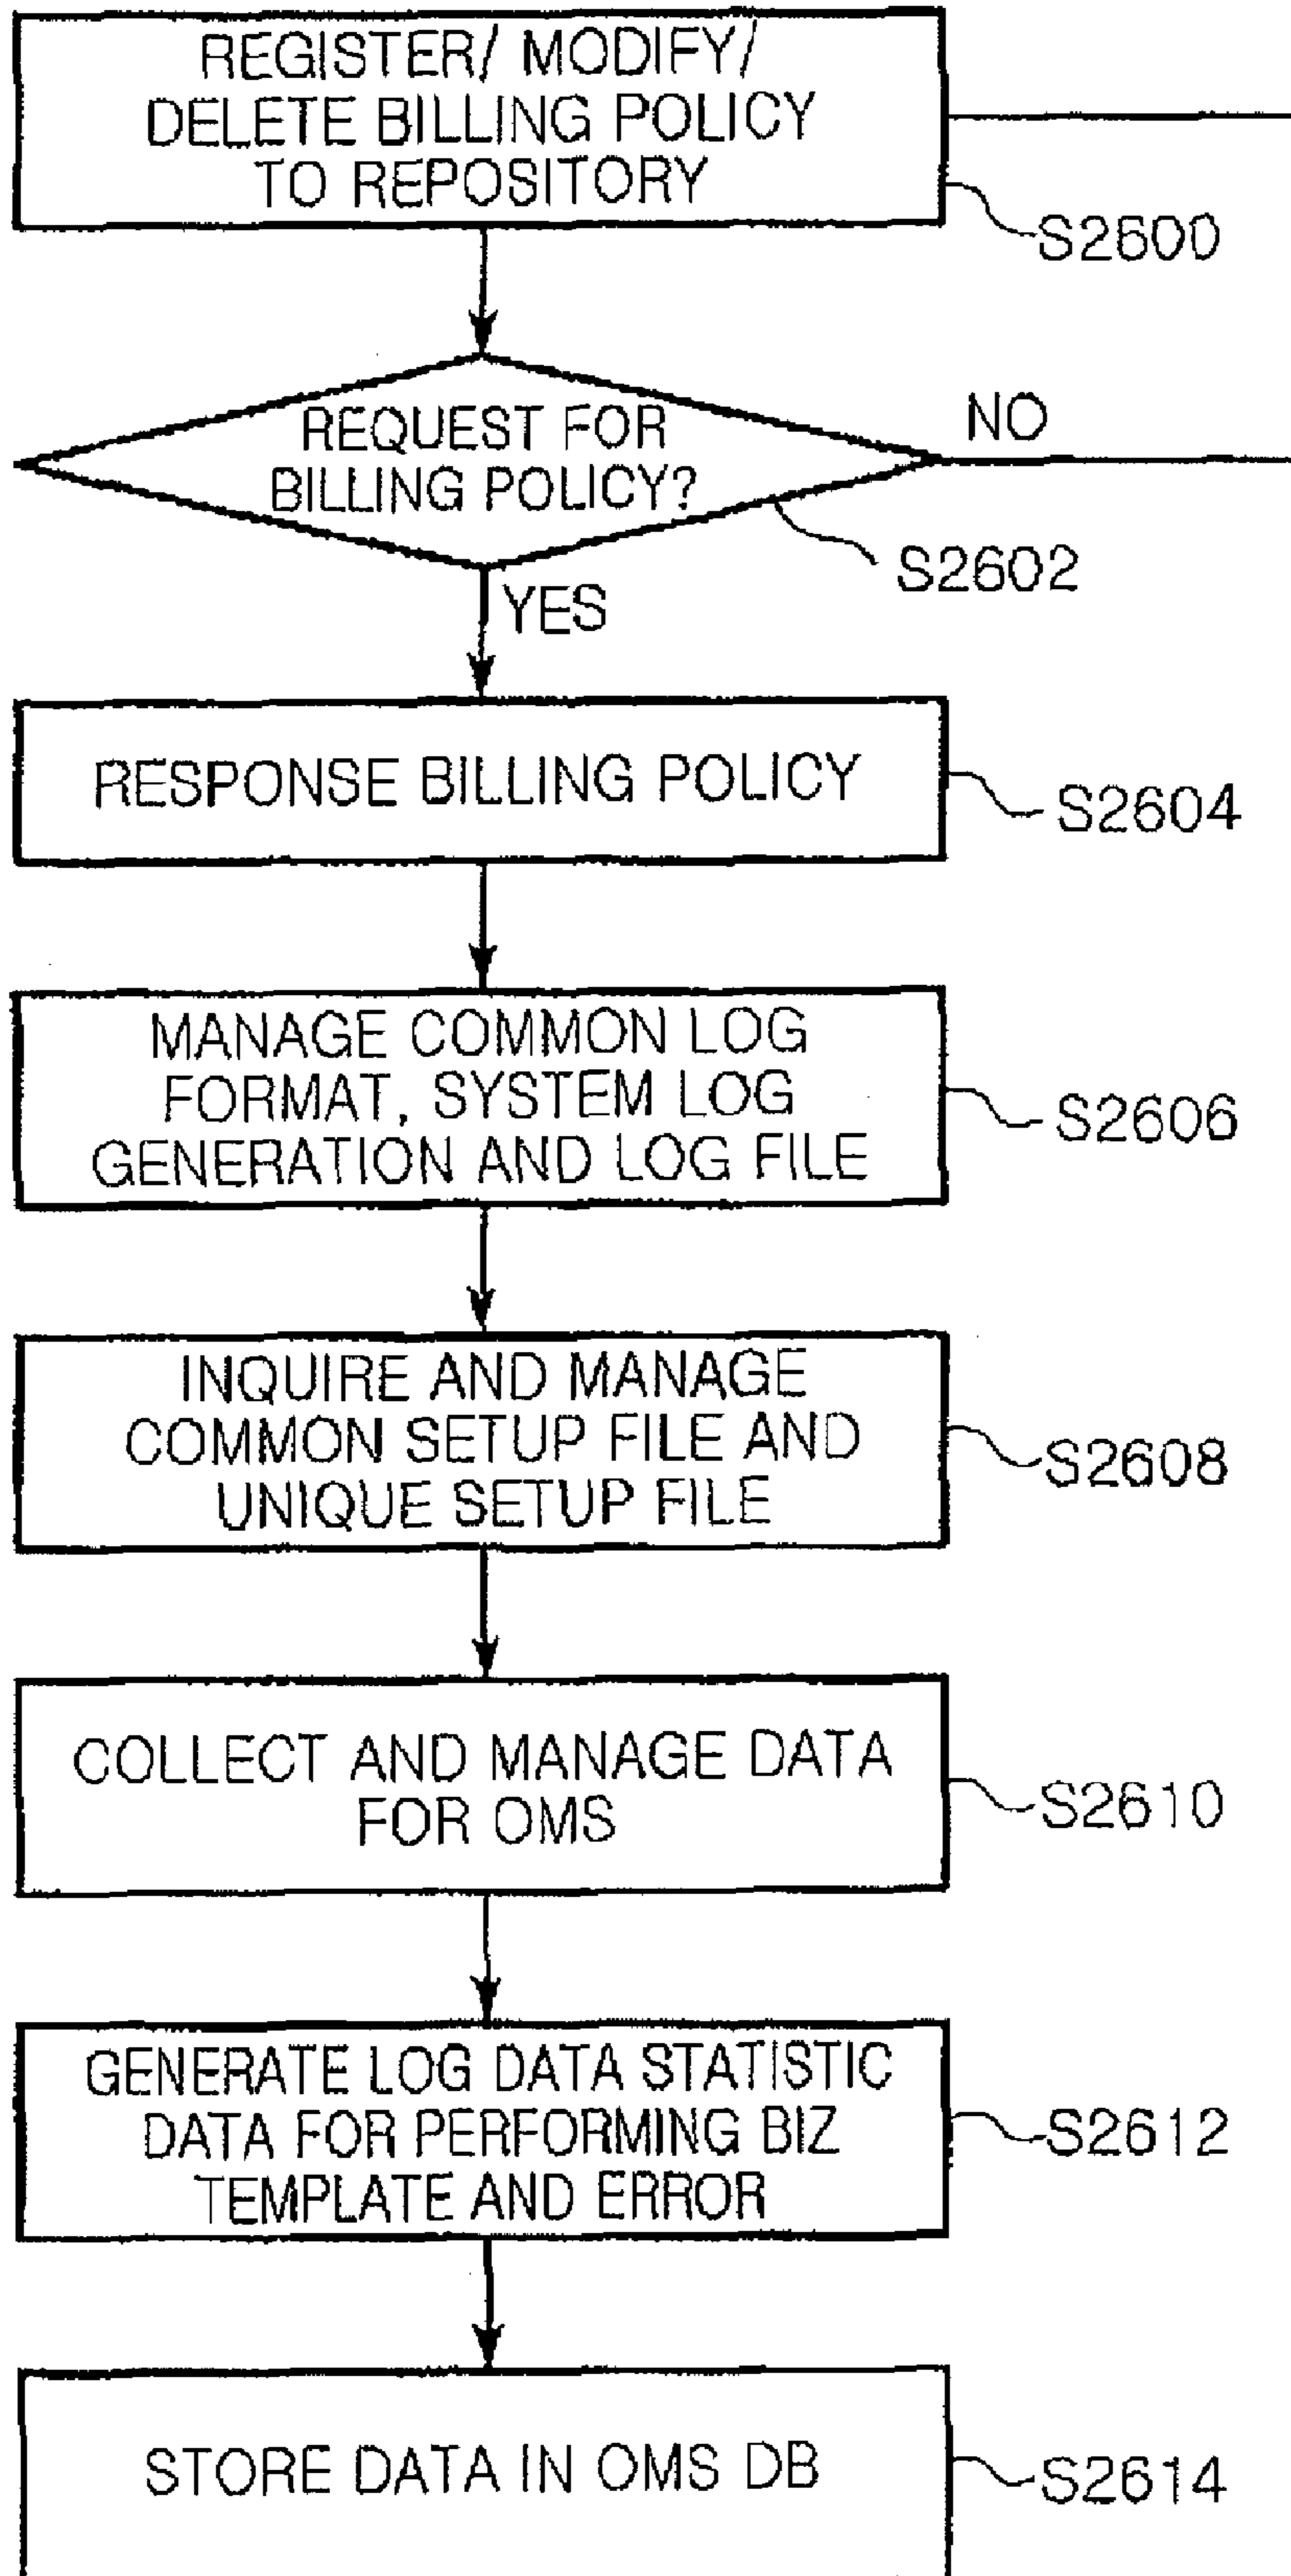 REGISTER/ MODIFY/
DELETE BILLING POLICY
TO REPOSITORY
S2600
REQUEST FOR
BILLING POLICY?
NO
S2602
YES
RESPONSE BILLING POLICY
S2604
MANAGE COMMON LOG
FORMAT, SYSTEM LOG
GENERATION AND LOG FILE
S2606
INQUIRE AND MANAGE
COMMON SETUP FILE AND
UNIQUE SETUP FILE
S2608
COLLECT AND MANAGE DATA
FOR OMS
S2610
GENERATE LOG DATA STATISTIC
DATA FOR PERFORMING BIZ
TEMPLATE AND ERROR
S2612
STORE DATA IN OMS DB
S2614